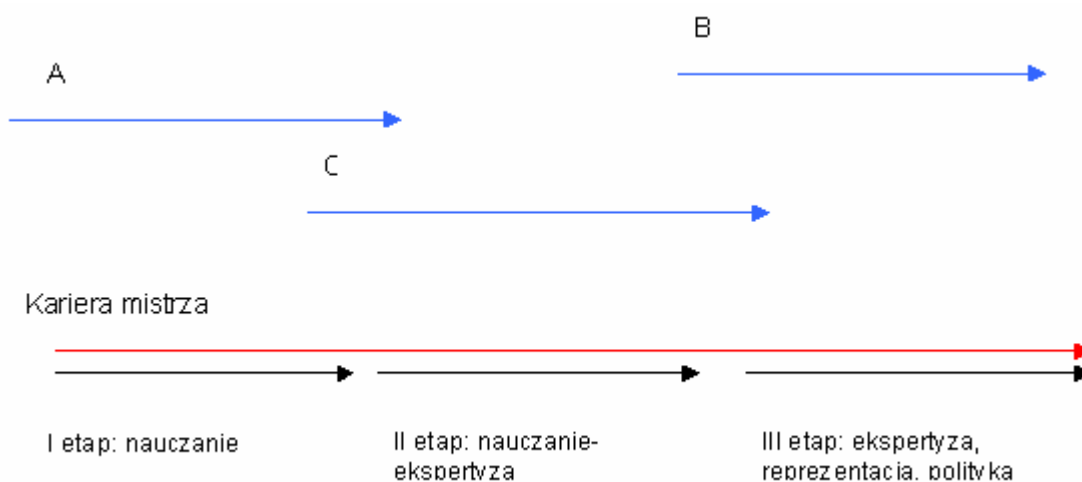 B
A
C
Kariera mistrza
I etap: nauczanie
II etap: nauczanie-
ekspertyza
III etap: ekspertyza,
reprezentacja, polityka